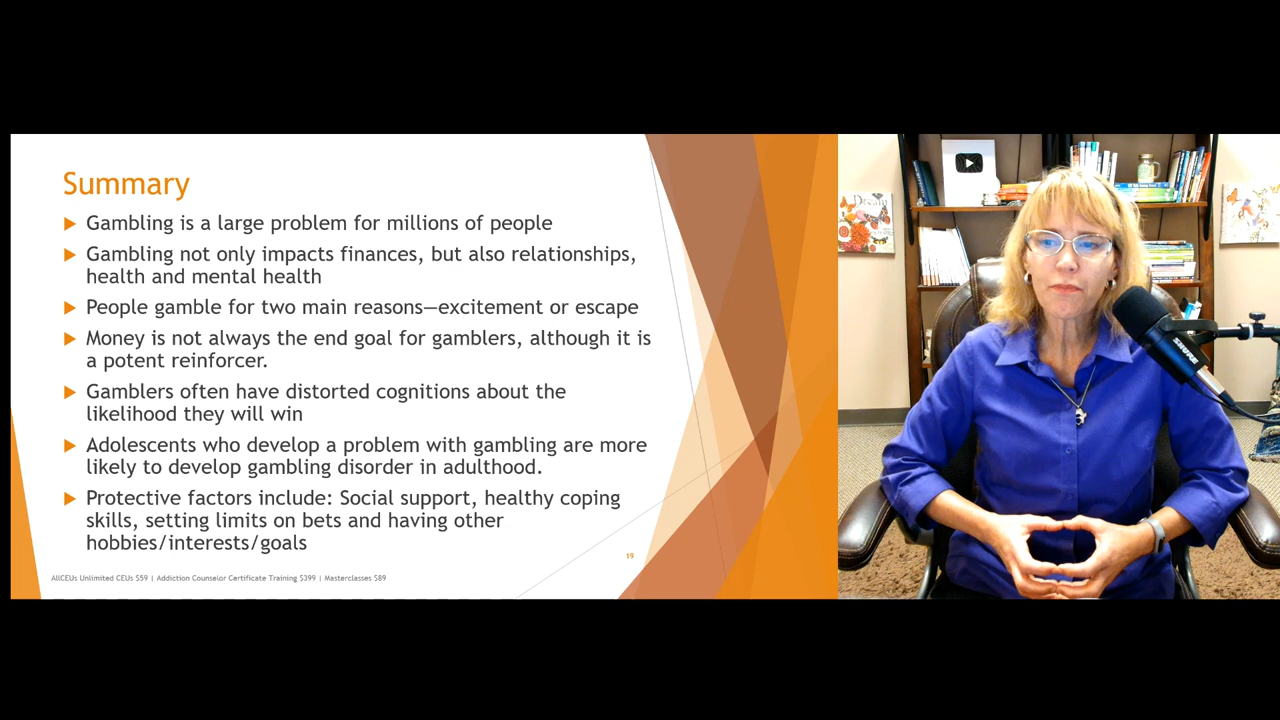 Summary
Gambling is a large problem for millions of people
Gambling not only impacts finances, but also relationships,
health and mental health
People gamble for two main reasons—excitement or escape
Money is not always the end goal for gamblers, although it is
a potent reinforcer.
Gamblers often have distorted cognitions about the
likelihood they will win
Adolescents who develop a problem with gambling are more
likely to develop gambling disorder in adulthood.
Protective factors include: Social support, healthy coping
skills, setting limits on bets and having other
hobbies/interests/goals
19
AllCEUs Unlimited CEUs $59 | Addiction Counselor Certificate Training $399 | Masterclasses $89
Dream
SHURE